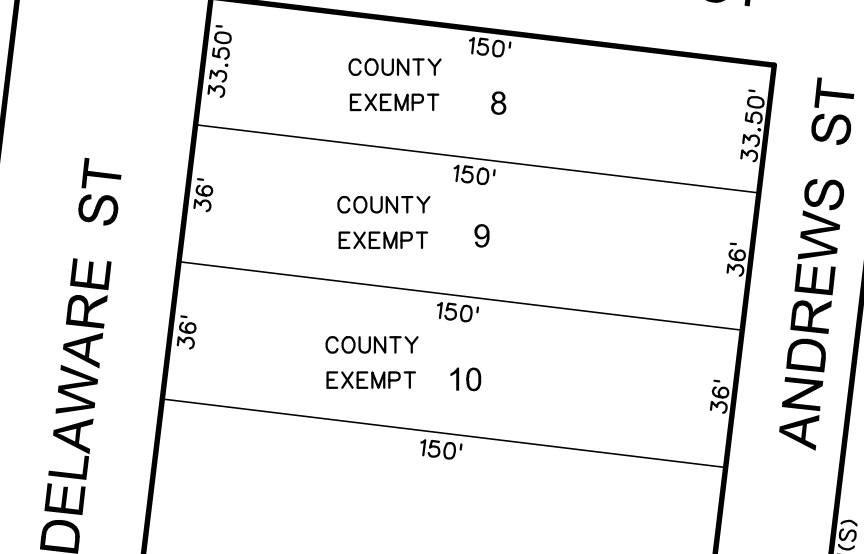 150'
33.50'
COUNTY
EXEMPT 8
33.50'
150'
36'
COUNTY
EXEMPT 9
36'
150'
36'
COUNTY
EXEMPT 10
36'
150'
DELAWARE ST
ANDREWS ST
(S)